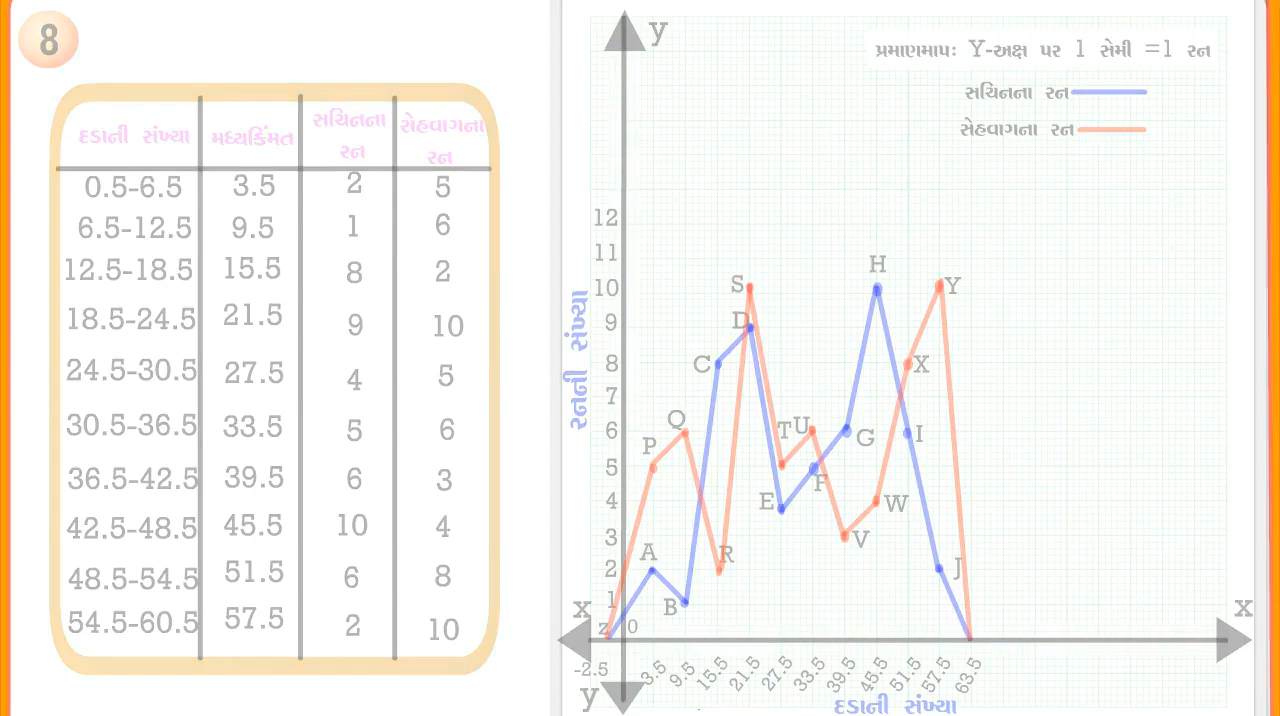 8
દડાની સંખ્યા મધ્યકિંમત સચિનના રન સેહવાગના રન
0.5-6.5 3.5 2 5
6.5-12.5 9.5 1 6
12.5-18.5 15.5 8 2
18.5-24.5 21.5 9 10
24.5-30.5 27.5 4 5
30.5-36.5 33.5 5 6
36.5-42.5 39.5 6 3
42.5-48.5 45.5 10 4
48.5-54.5 51.5 6 8
54.5-60.5 57.5 2 10
y
પ્રમાણમાપઃ Y-અક્ષ પર 1 સેમી =1 રન
સચિનના રન
સેહવાગના રન
12
11
10
9
8
7
6
5
4
3
2
1
રનની સંખ્યા
H
S
Y
D
C
X
Q
T
U
P
G
I
F
E
W
V
R
A
J
B
x
x
z
0
-2.5 3.5 9.5 15.5 21.5 27.5 33.5 39.5 45.5 51.5 57.5 63.5
y
દડાની સંખ્યા